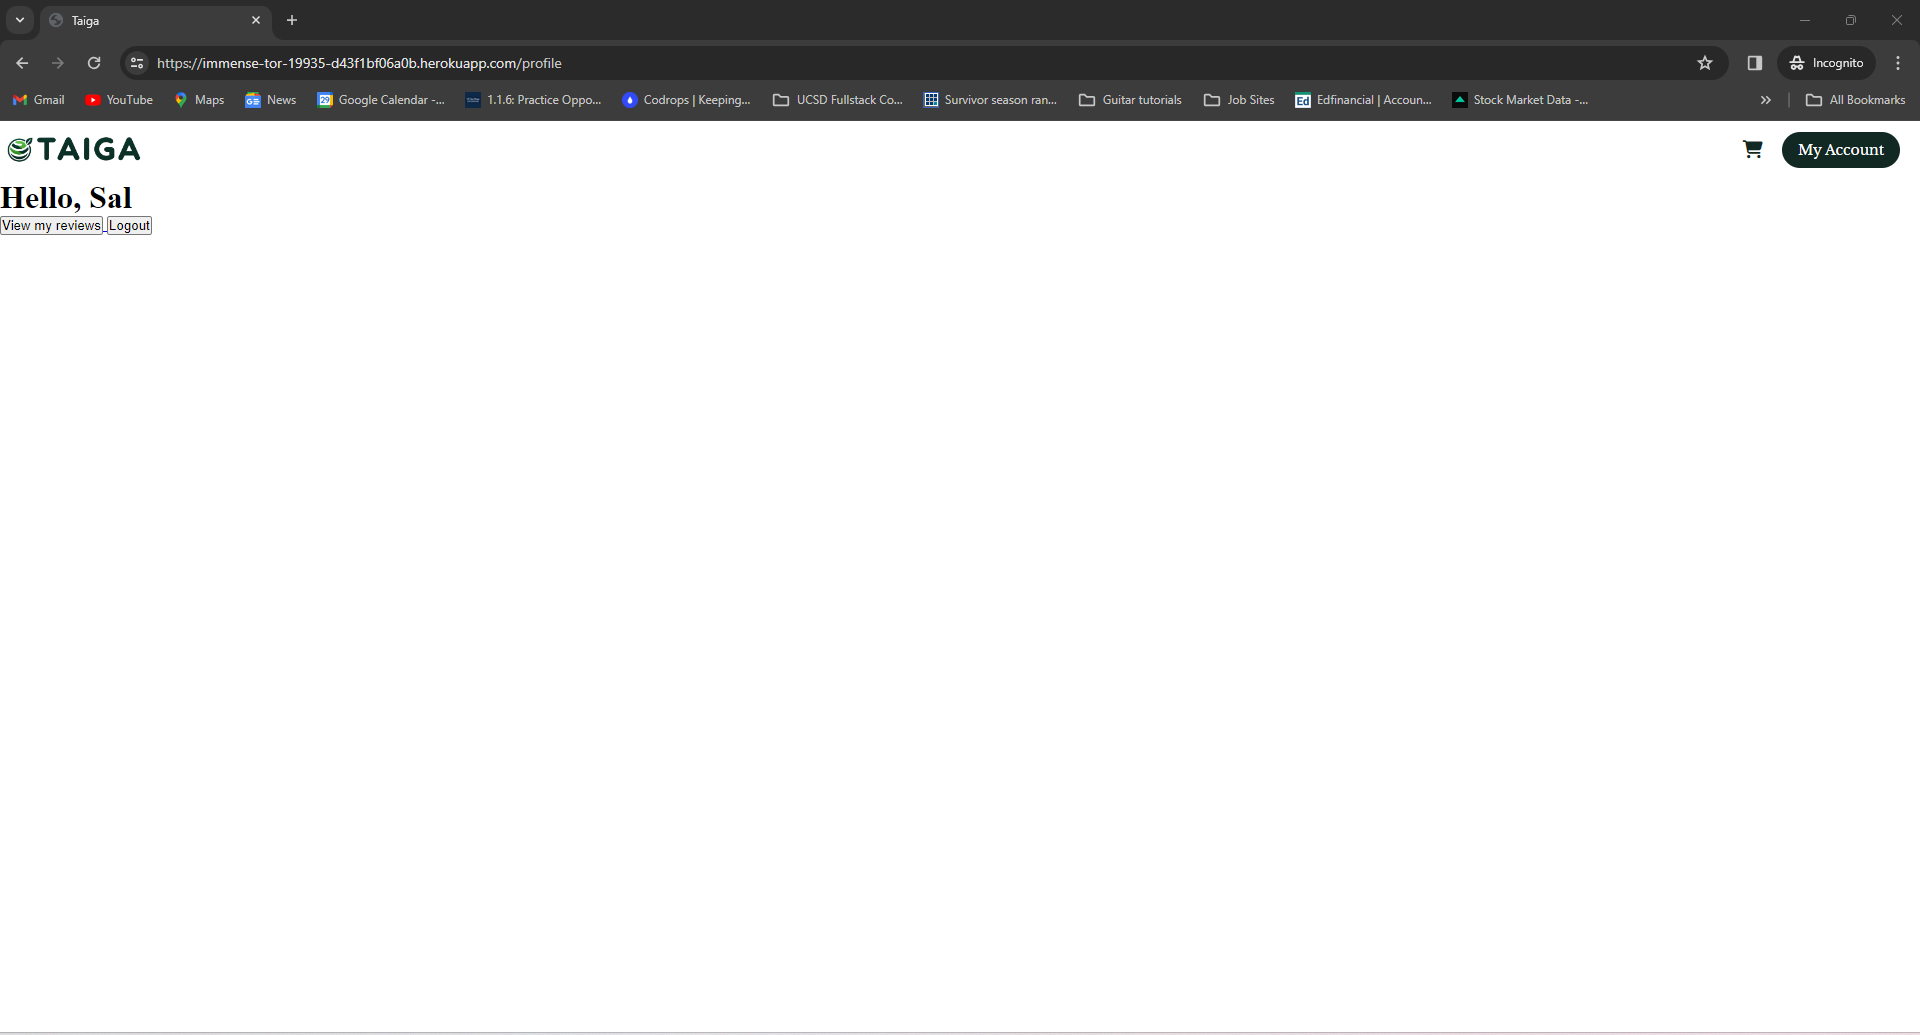 Taiga
https://immense-tor-19935-d43f1bf06a0b.herokuapp.com/profile
Incognito
Gmail YouTube Maps News Google Calendar -... 1.1.6: Practice Oppo... Codrops | Keeping... UCSD Fullstack Co... Survivor season ran... Guitar tutorials Job Sites Edfinancial | Accoun... Stock Market Data -... All Bookmarks
TAIGA
My Account
Hello, Sal
View my reviews Logout